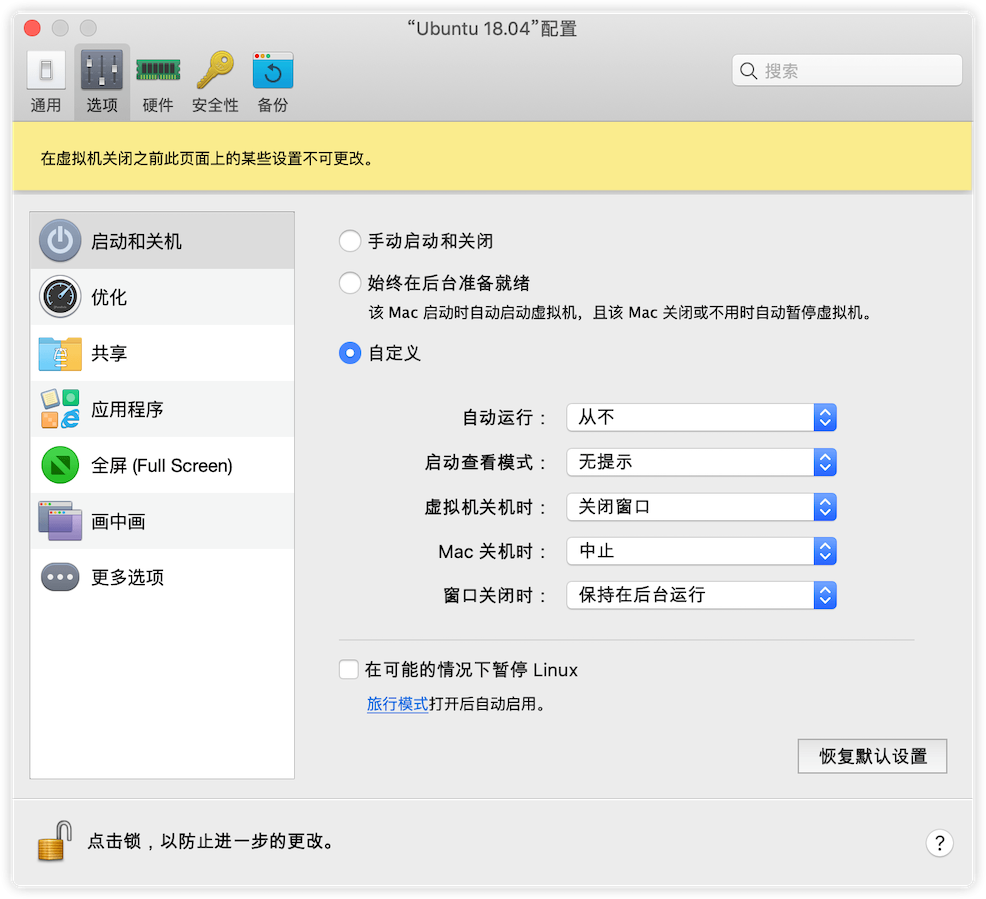 “Ubuntu 18.04”配置
通用
选项
硬件
安全性
备份
搜索
在虚拟机关闭之前此页面上的某些设置不可更改。
启动和关机
优化
共享
应用程序
全屏 (Full Screen)
画中画
更多选项
手动启动和关闭
始终在后台准备就绪
该 Mac 启动时自动启动虚拟机，且该 Mac 关闭或不用时自动暂停虚拟机。
自定义
自动运行： 从不
启动查看模式： 无提示
虚拟机关机时： 关闭窗口
Mac 关机时： 中止
窗口关闭时： 保持在后台运行
在可能的情况下暂停 Linux
旅行模式打开后自动启用。
恢复默认设置
点击锁，以防止进一步的更改。
?